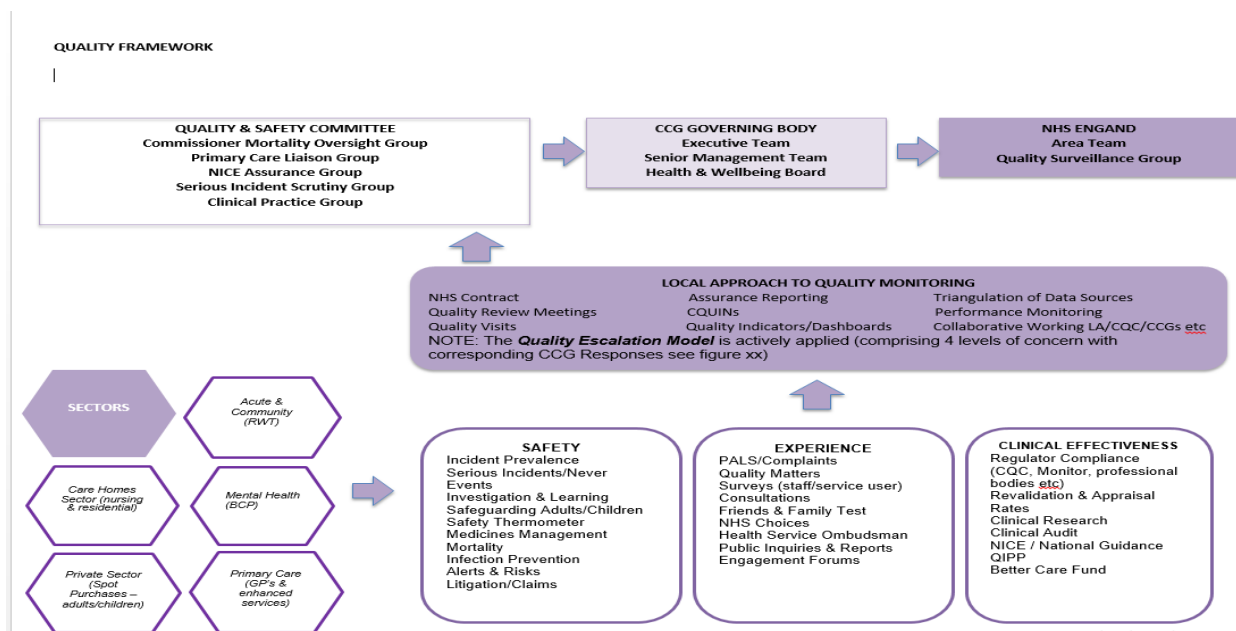 QUALITY FRAMEWORK
QUALITY & SAFETY COMMITTEE
Commissioner Mortality Oversight Group
Primary Care Liaison Group
NICE Assurance Group
Serious Incident Scrutiny Group
Clinical Practice Group
CCG GOVERNING BODY
Executive Team
Senior Management Team
Health & Wellbeing Board
NHS ENGAND
Area Team
Quality Surveillance Group
LOCAL APPROACH TO QUALITY MONITORING
NHS Contract Assurance Reporting Triangulation of Data Sources
Quality Review Meetings CQUINs Performance Monitoring
Quality Visits Quality Indicators/Dashboards Collaborative Working LA/CQC/CCGs etc
NOTE: The Quality Escalation Model is actively applied (comprising 4 levels of concern with
corresponding CCG Responses see figure xx)
SECTORS
Acute &
Community
(RWT)
Care Homes
Sector (nursing
& residential)
Mental Health
(BCP)
Private Sector
(Spot
Purchases –
adults/children)
Primary Care
(GP's &
enhanced
services)
SAFETY
Incident Prevalence
Serious Incidents/Never
Events
Investigation & Learning
Safeguarding Adults/Children
Safety Thermometer
Medicines Management
Mortality
Infection Prevention
Alerts & Risks
Litigation/Claims
EXPERIENCE
PALS/Complaints
Quality Matters
Surveys (staff/service user)
Consultations
Friends & Family Test
NHS Choices
Health Service Ombudsman
Public Inquiries & Reports
Engagement Forums
CLINICAL EFFECTIVENESS
Regulator Compliance
(CQC, Monitor, professional
bodies etc)
Revalidation & Appraisal
Rates
Clinical Research
Clinical Audit
NICE / National Guidance
QIPP
Better Care Fund